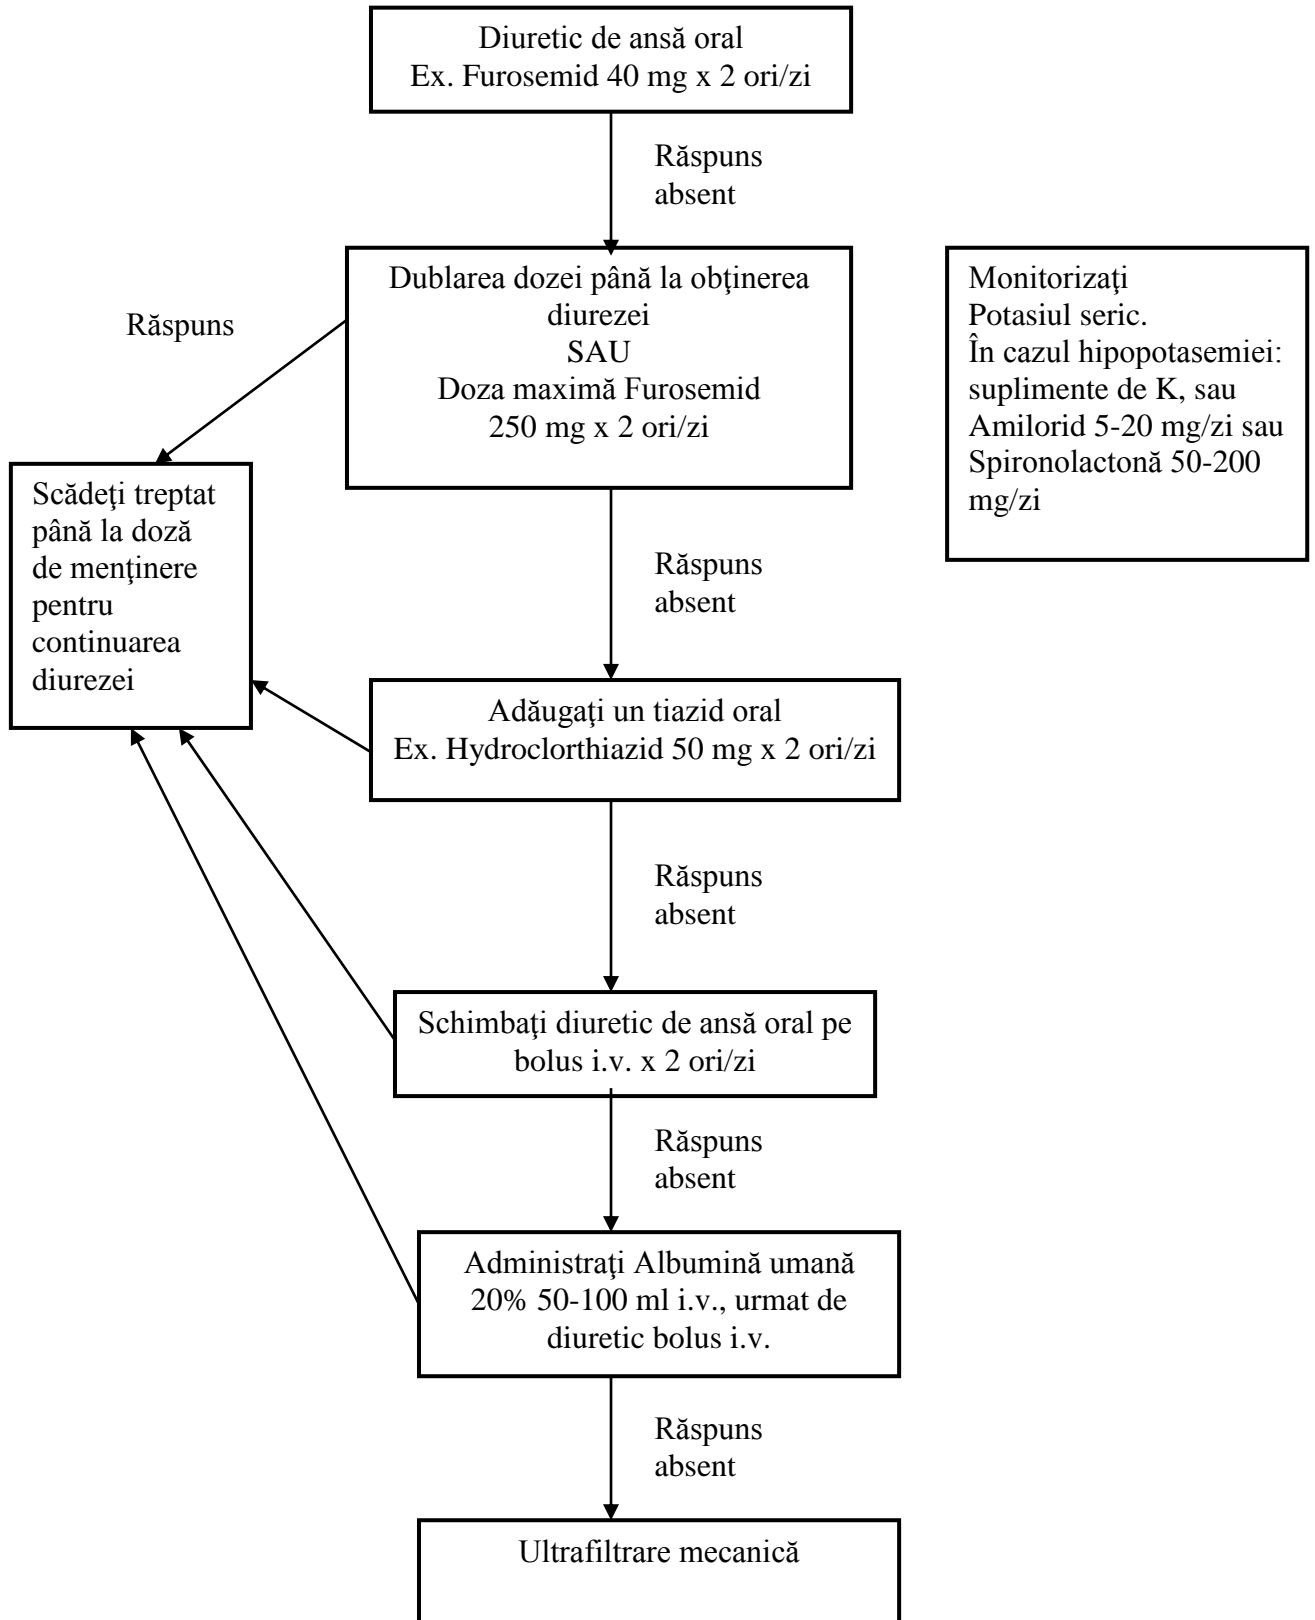 Diuretic de ansă oral
Ex. Furosemid 40 mg x 2 ori/zi
Răspuns
absent
Dublarea dozei până la obţinerea
diurezei
SAU
Doza maximă Furosemid
250 mg x 2 ori/zi
Monitorizaţi
Potasiul seric.
În cazul hipopotasemiei:
suplimente de K, sau
Amilorid 5-20 mg/zi sau
Spironolactonă 50-200
mg/zi
Răspuns
Scădeţi treptat
până la doză
de menţinere
pentru
continuarea
diurezei
Răspuns
absent
Adăugaţi un tiazid oral
Ex. Hydroclorthiazid 50 mg x 2 ori/zi
Răspuns
absent
Schimbaţi diuretic de ansă oral pe
bolus i.v. x 2 ori/zi
Răspuns
absent
Administraţi Albumină umană
20% 50-100 ml i.v., urmat de
diuretic bolus i.v.
Răspuns
absent
Ultrafiltrare mecanică